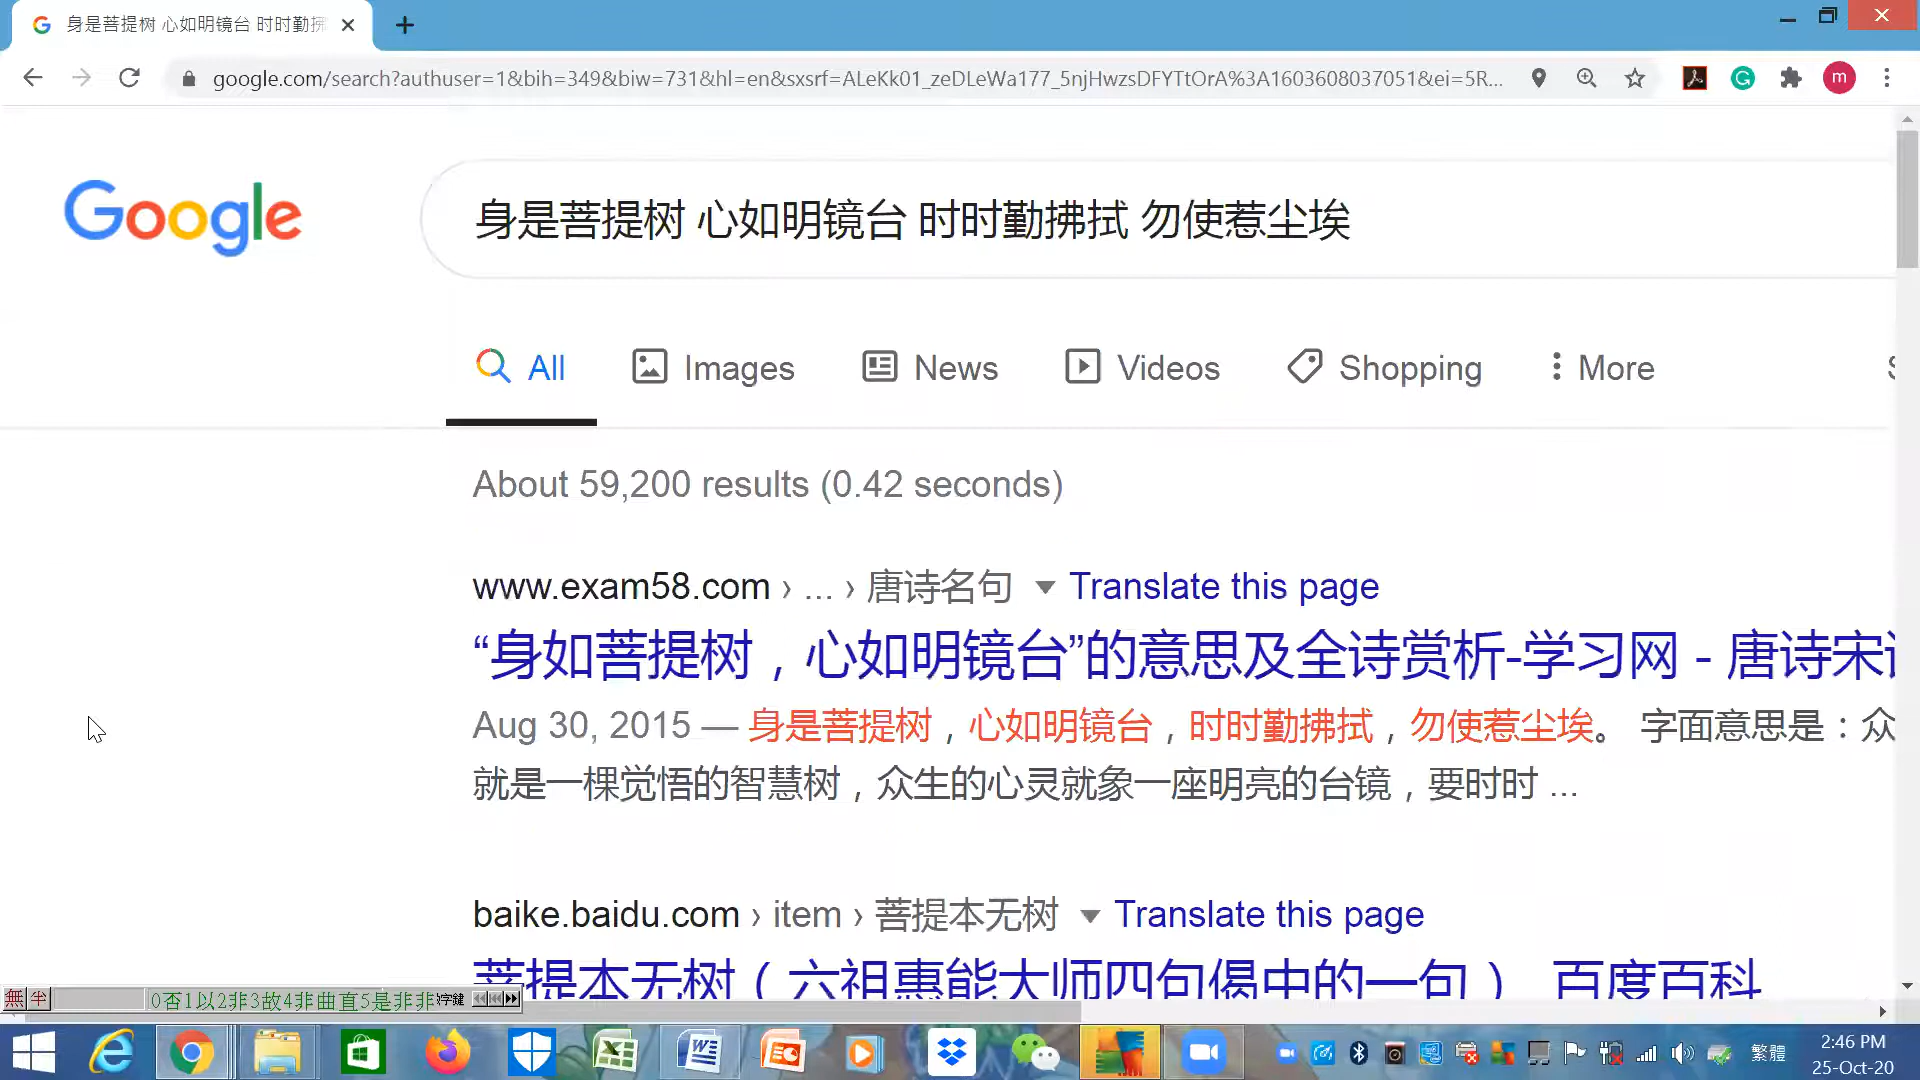 身是菩提树 心如明镜台 时时勤拂
google.com/search?authuser=1&bih=349&biw=731&hl=en&sxsrf=ALeKk01_zeDLeWa177_5njHwzsDFYTtOrA%3A1603608037051&ei=5R...
m
Google
身是菩提树 心如明镜台 时时勤拂拭 勿使惹尘埃
All Images News Videos Shopping More
About 59,200 results (0.42 seconds)
www.exam58.com › ... › 唐诗名句 Translate this page
“身如菩提树，心如明镜台”的意思及全诗赏析-学习网 - 唐诗宋
Aug 30, 2015 — 身是菩提树，心如明镜台，时时勤拂拭，勿使惹尘埃。 字面意思是：众
就是一棵觉悟的智慧树，众生的心灵就象一座明亮的台镜，要时时 ...
baike.baidu.com › item › 菩提本无树 Translate this page
菩提本无树（六祖惠能大师四句偈中的一句）_百度百科
無 半 0否1以2非3故4非曲直5是非非 字鍵
繁體
2:46 PM
25-Oct-20